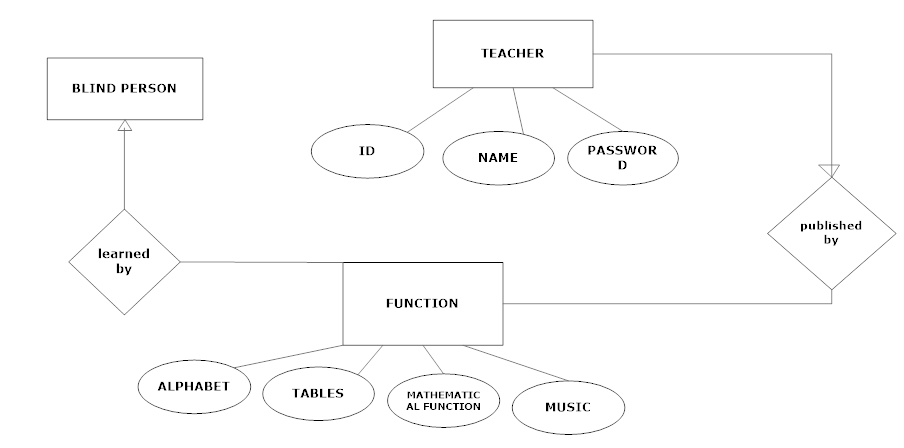 TEACHER
BLIND PERSON
ID
NAME
PASSWOR
D
published
by
learned
by
FUNCTION
ALPHABET
TABLES
MATHEMATIC
AL FUNCTION
MUSIC